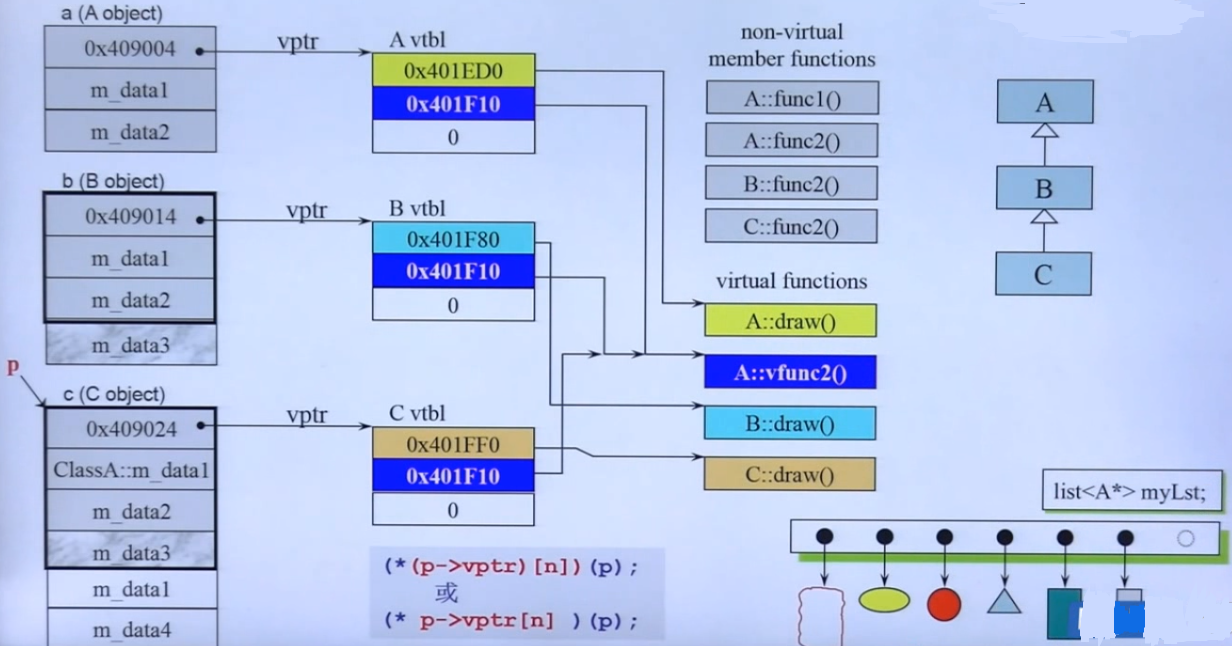 a (A object)
0x409004
m_data1
m_data2
vptr
A vtbl
0x401ED0
0x401F10
0
b (B object)
0x409014
m_data1
m_data2
m_data3
vptr
B vtbl
0x401F80
0x401F10
0
p
c (C object)
0x409024
ClassA::m_data1
m_data2
m_data3
m_data1
m_data4
vptr
C vtbl
0x401FF0
0x401F10
0
(*(p->vptr)[n])(p);
或
(* p->vptr[n] )(p);
non-virtual
member functions
A::func1()
A::func2()
B::func2()
C::func2()
virtual functions
A::draw()
A::vfunc2()
B::draw()
C::draw()
A
B
C
list<A*> myLst;